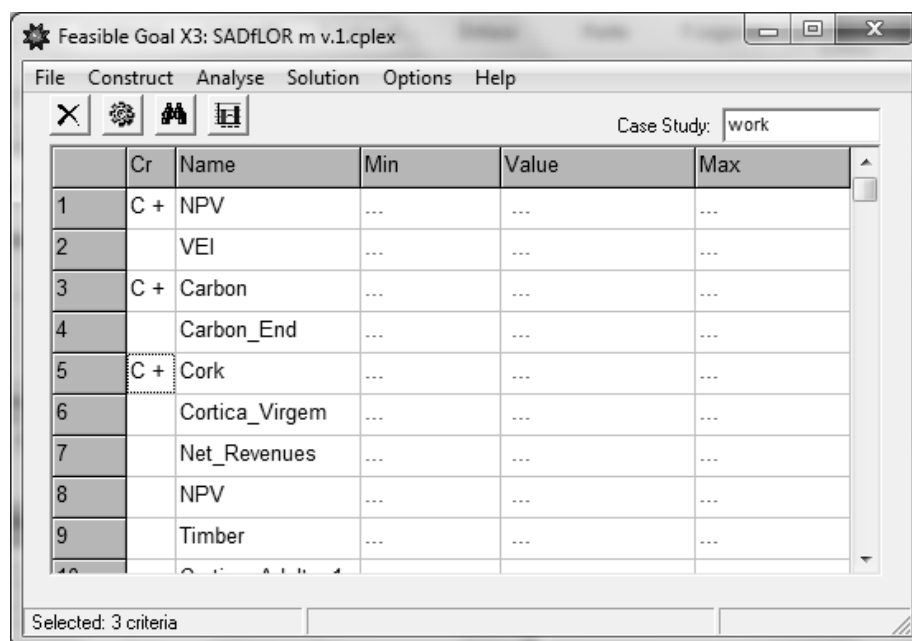 Feasible Goal X3: SADfLOR m v.1.cplex
File Construct Analyse Solution Options Help
Case Study: work
Cr Name Min Value Max
1 C + NPV ... ... ...
2 VEI ... ... ...
3 C + Carbon ... ... ...
4 Carbon_End ... ... ...
5 C + Cork ... ... ...
6 Cortica_Virgem ... ... ...
7 Net_Revenues ... ... ...
8 NPV ... ... ...
9 Timber ... ... ...
Selected: 3 criteria